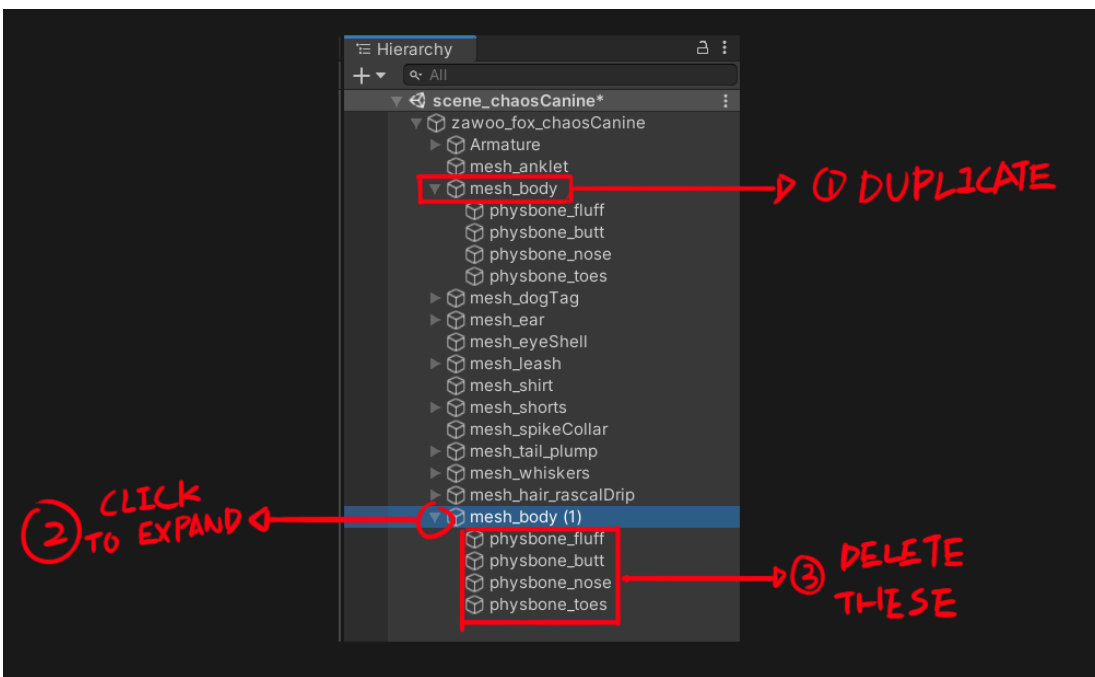 Hierarchy
All
scene_chaosCanine*
zawoo_fox_chaosCanine
Armature
mesh_anklet
mesh_body
① DUPLICATE
physbone_fluff
physbone_butt
physbone_nose
physbone_toes
mesh_dogTag
mesh_ear
mesh_eyeShell
mesh_leash
mesh_shirt
mesh_shorts
mesh_spikeCollar
mesh_tail_plump
mesh_whiskers
mesh_hair_rascalDrip
② CLICK
TO EXPAND
mesh_body (1)
physbone_fluff
physbone_butt
physbone_nose
physbone_toes
③ DELETE
THESE